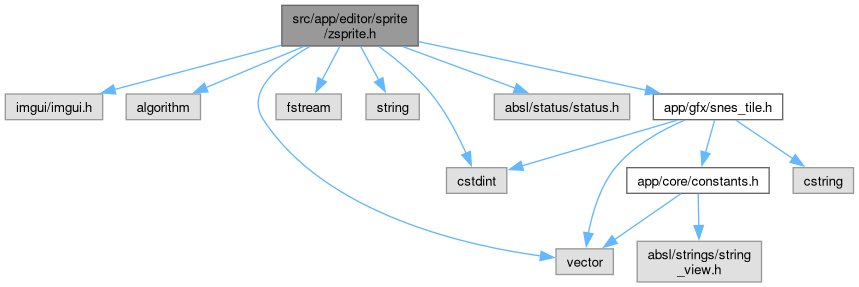 src/app/editor/sprite
/zsprite.h
imgui/imgui.h
algorithm
fstream
string
absl/status/status.h
app/gfx/snes_tile.h
cstdint
app/core/constants.h
cstring
vector
absl/strings/string
_view.h